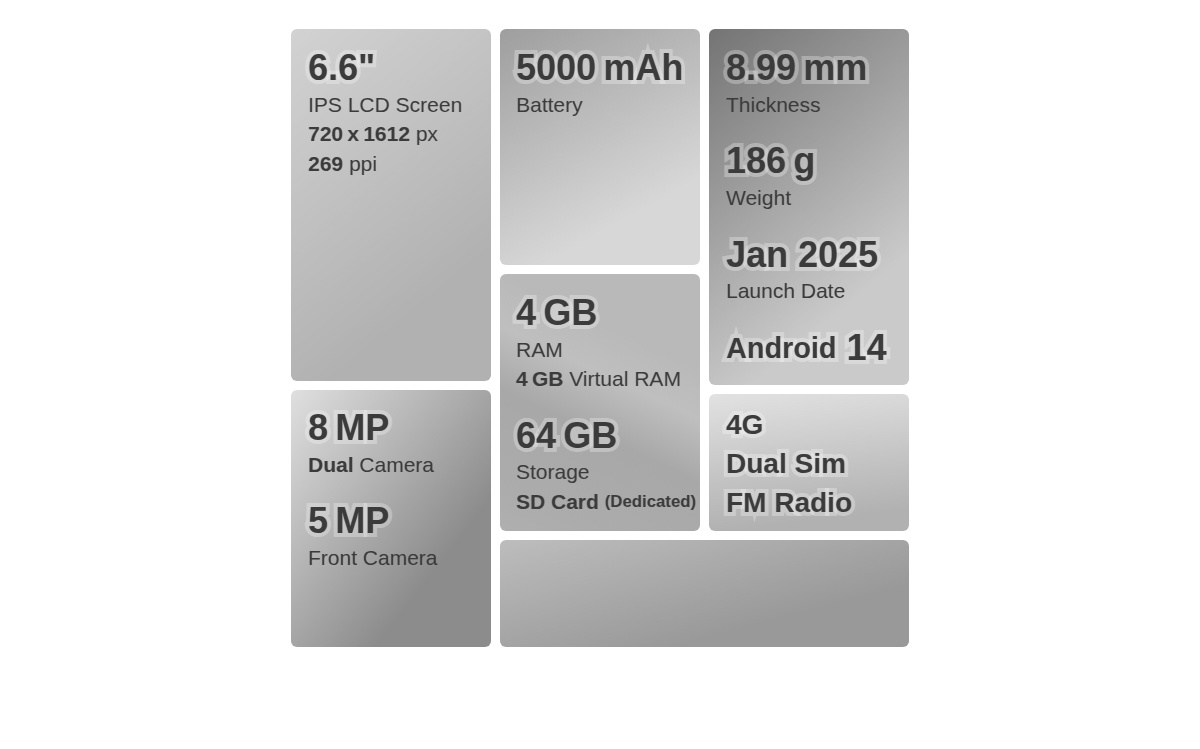 6.6"
IPS LCD Screen
720 x 1612 px
269 ppi
8 MP
Dual Camera
5 MP
Front Camera
5000 mAh
Battery
4 GB
RAM
4 GB Virtual RAM
64 GB
Storage
SD Card (Dedicated)
8.99 mm
Thickness
186 g
Weight
Jan 2025
Launch Date
Android 14
4G
Dual Sim
FM Radio